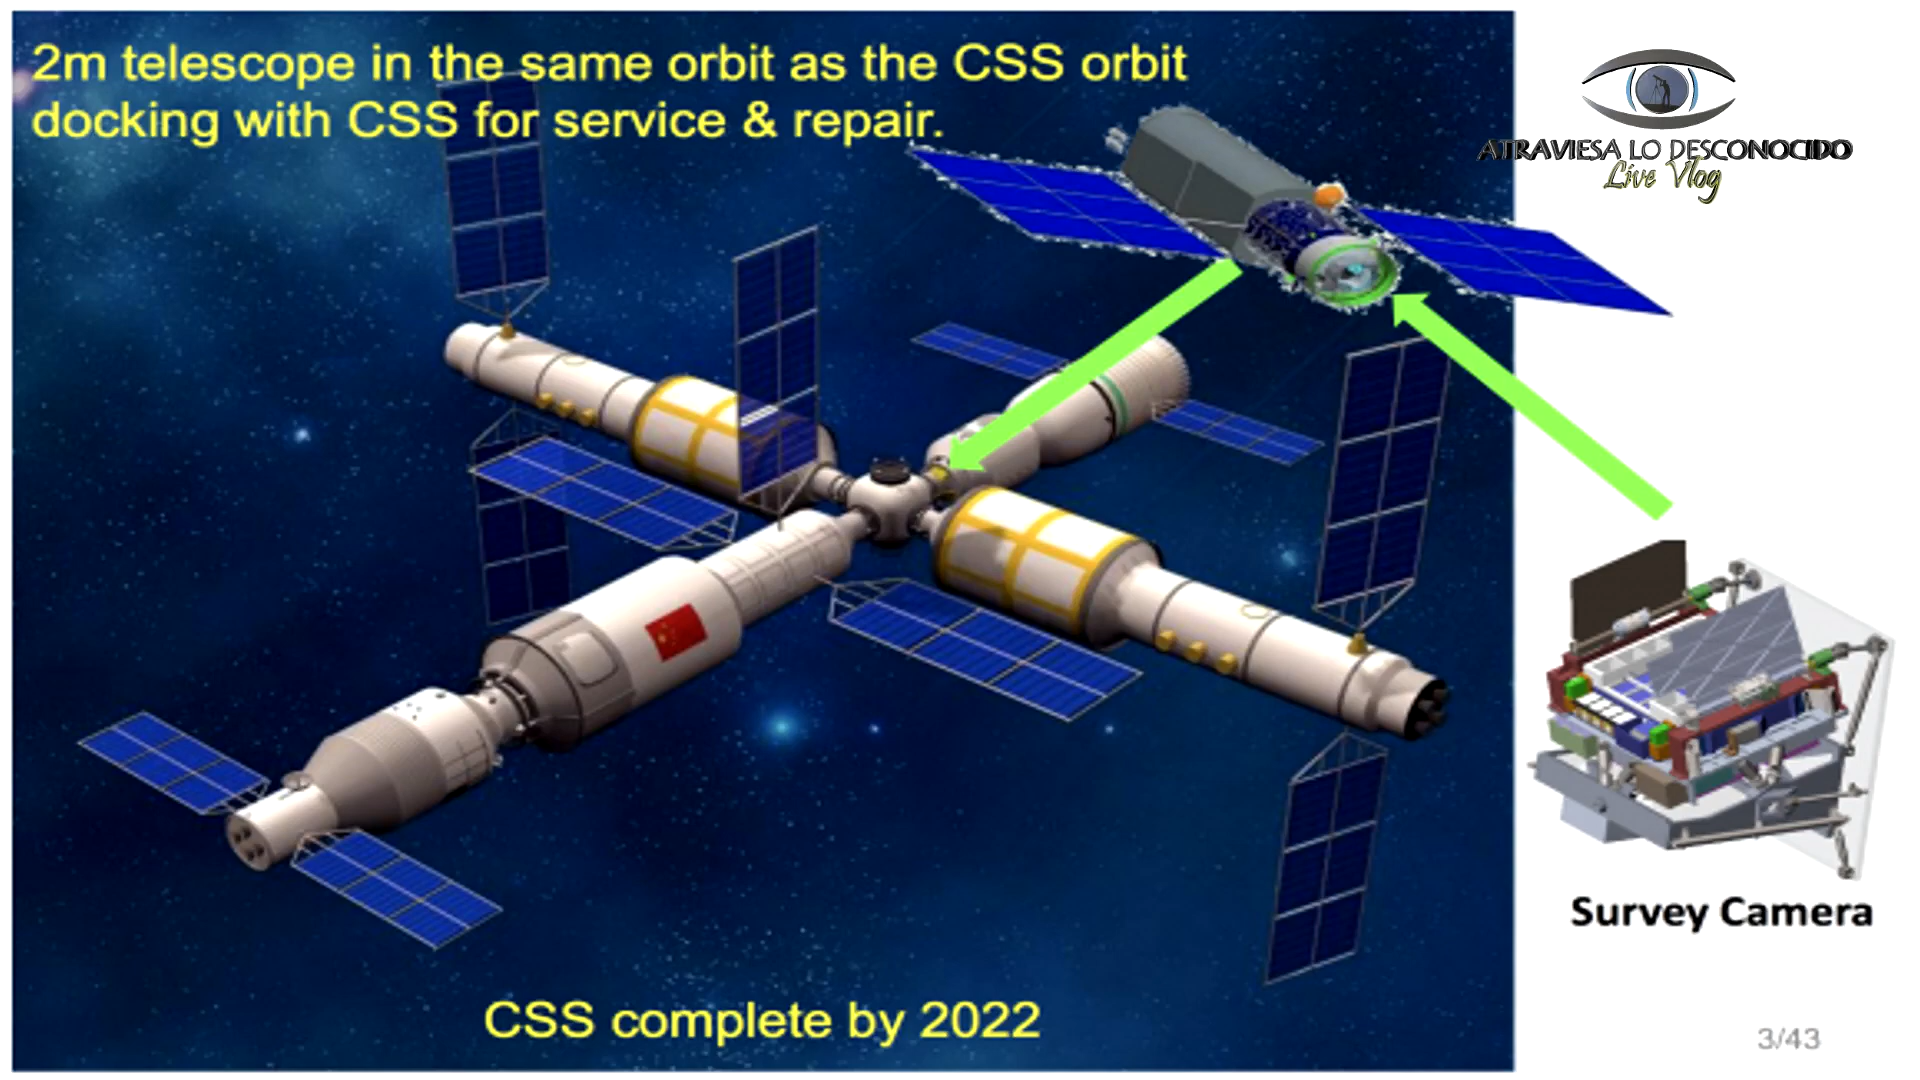 2m telescope in the same orbit as the CSS orbit
docking with CSS for service & repair.
ATRAVIESA LO DESCONOCIDO
Live Vlog
Survey Camera
CSS complete by 2022
3/43